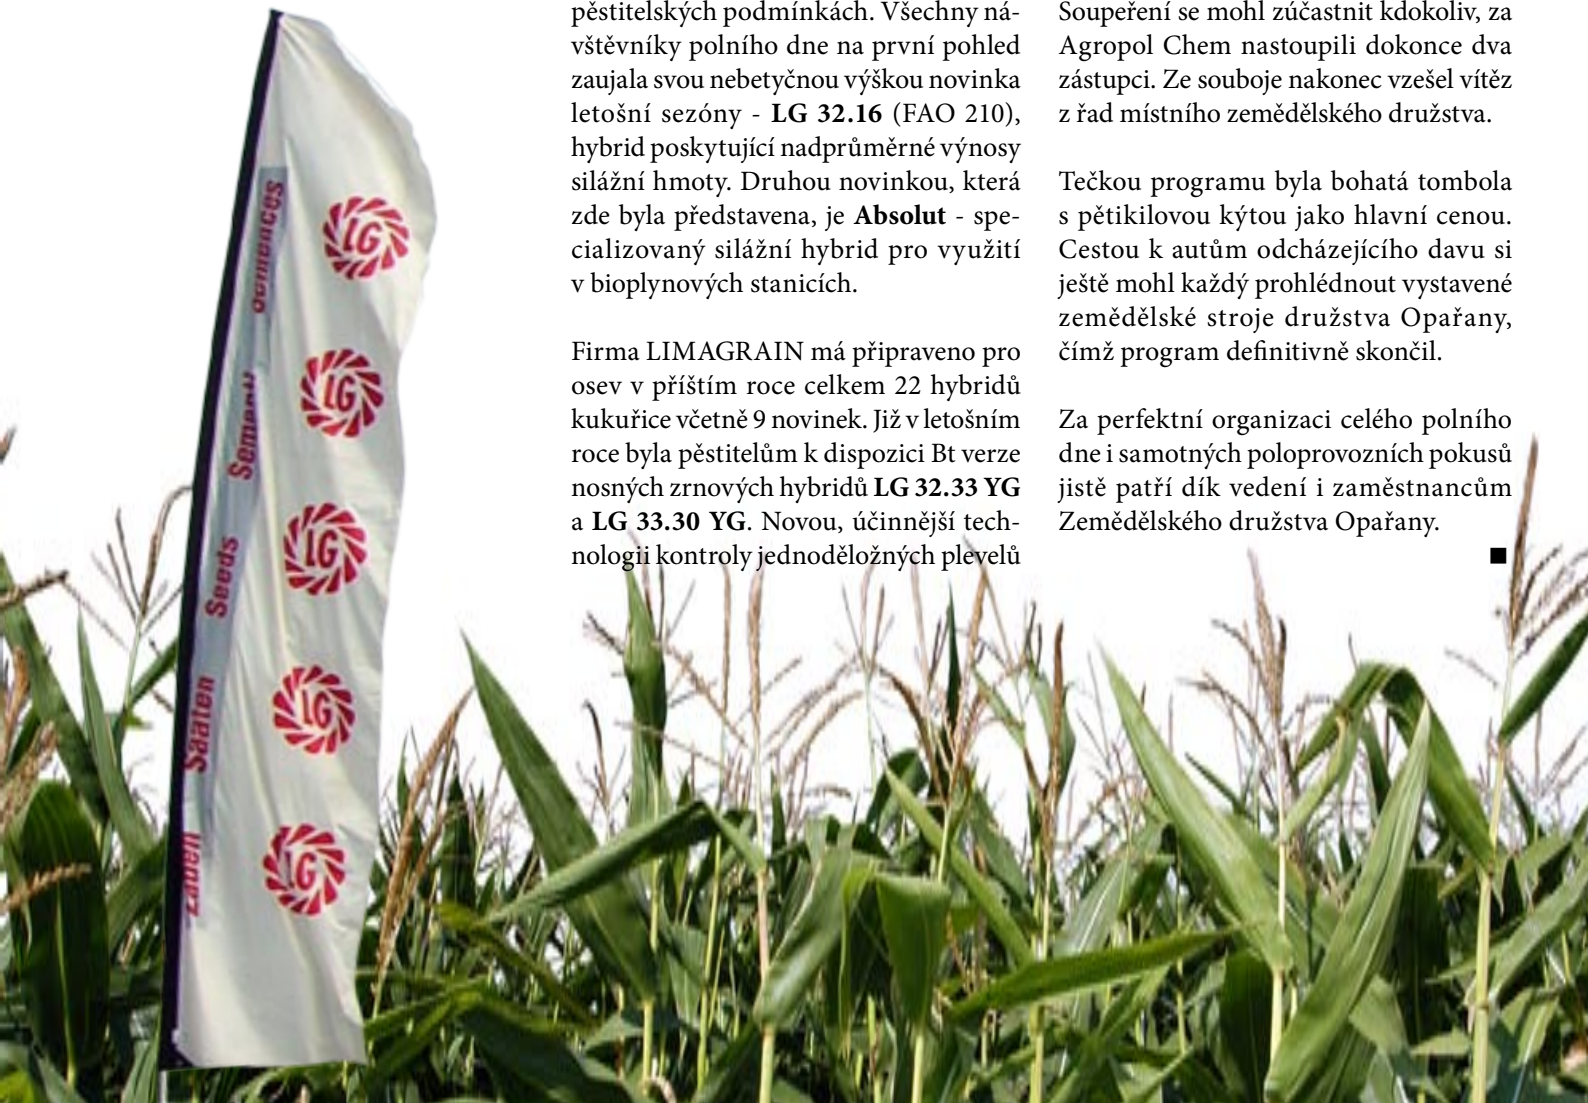 pěstitelských podmínkách. Všechny ná-
vštěvníky polního dne na první pohled
zaujala svou nebetyčnou výškou novinka
letošní sezóny - LG 32.16 (FAO 210),
hybrid poskytující nadprůměrné výnosy
silážní hmoty. Druhou novinkou, která
zde byla představena, je Absolut - spe-
cializovaný silážní hybrid pro využití
v bioplynových stanicích.
Firma LIMAGRAIN má připraveno pro
osev v příštím roce celkem 22 hybridů
kukuřice včetně 9 novinek. Již v letošním
roce byla pěstitelům k dispozici Bt verze
nosných zrnových hybridů LG 32.33 YG
a LG 33.30 YG. Novou, účinnější tech-
nologii kontroly jednoděložných plevelů
Soupeření se mohl zúčastnit kdokoliv, za
Agropol Chem nastoupili dokonce dva
zástupci. Ze souboje nakonec vzešel vítěz
z řad místního zemědělského družstva.
Tečkou programu byla bohatá tombola
s pětikilovou kýtou jako hlavní cenou.
Cestou k autům odcházejícího davu si
ještě mohl každý prohlédnout vystavené
zemědělské stroje družstva Opařany,
čímž program definitivně skončil.
Za perfektní organizaci celého polního
dne i samotných poloprovozních pokusů
jistě patří dík vedení i zaměstnancům
Zemědělského družstva Opařany.
LG
LG
LG
LG
LG
Saaten
Seeds